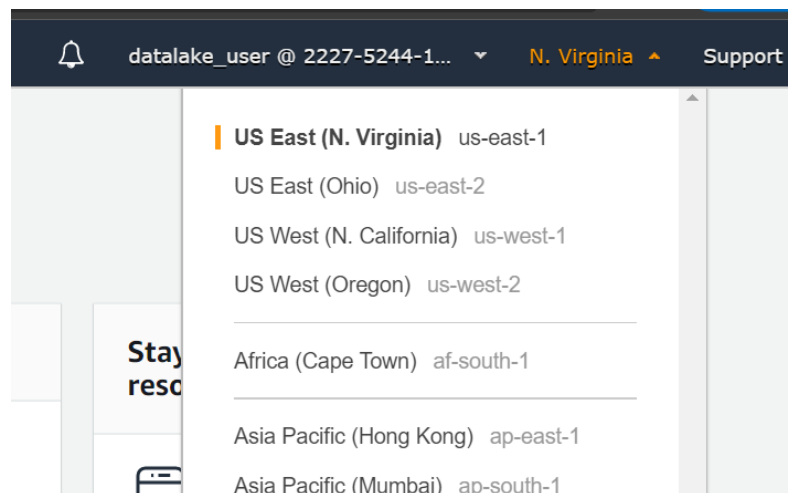 datalake_user @ 2227-5244-1... N. Virginia Support
US East (N. Virginia) us-east-1
US East (Ohio) us-east-2
US West (N. California) us-west-1
US West (Oregon) us-west-2
Stay
reso
Africa (Cape Town) af-south-1
Asia Pacific (Hong Kong) ap-east-1
Asia Pacific (Mumbai) ap-south-1